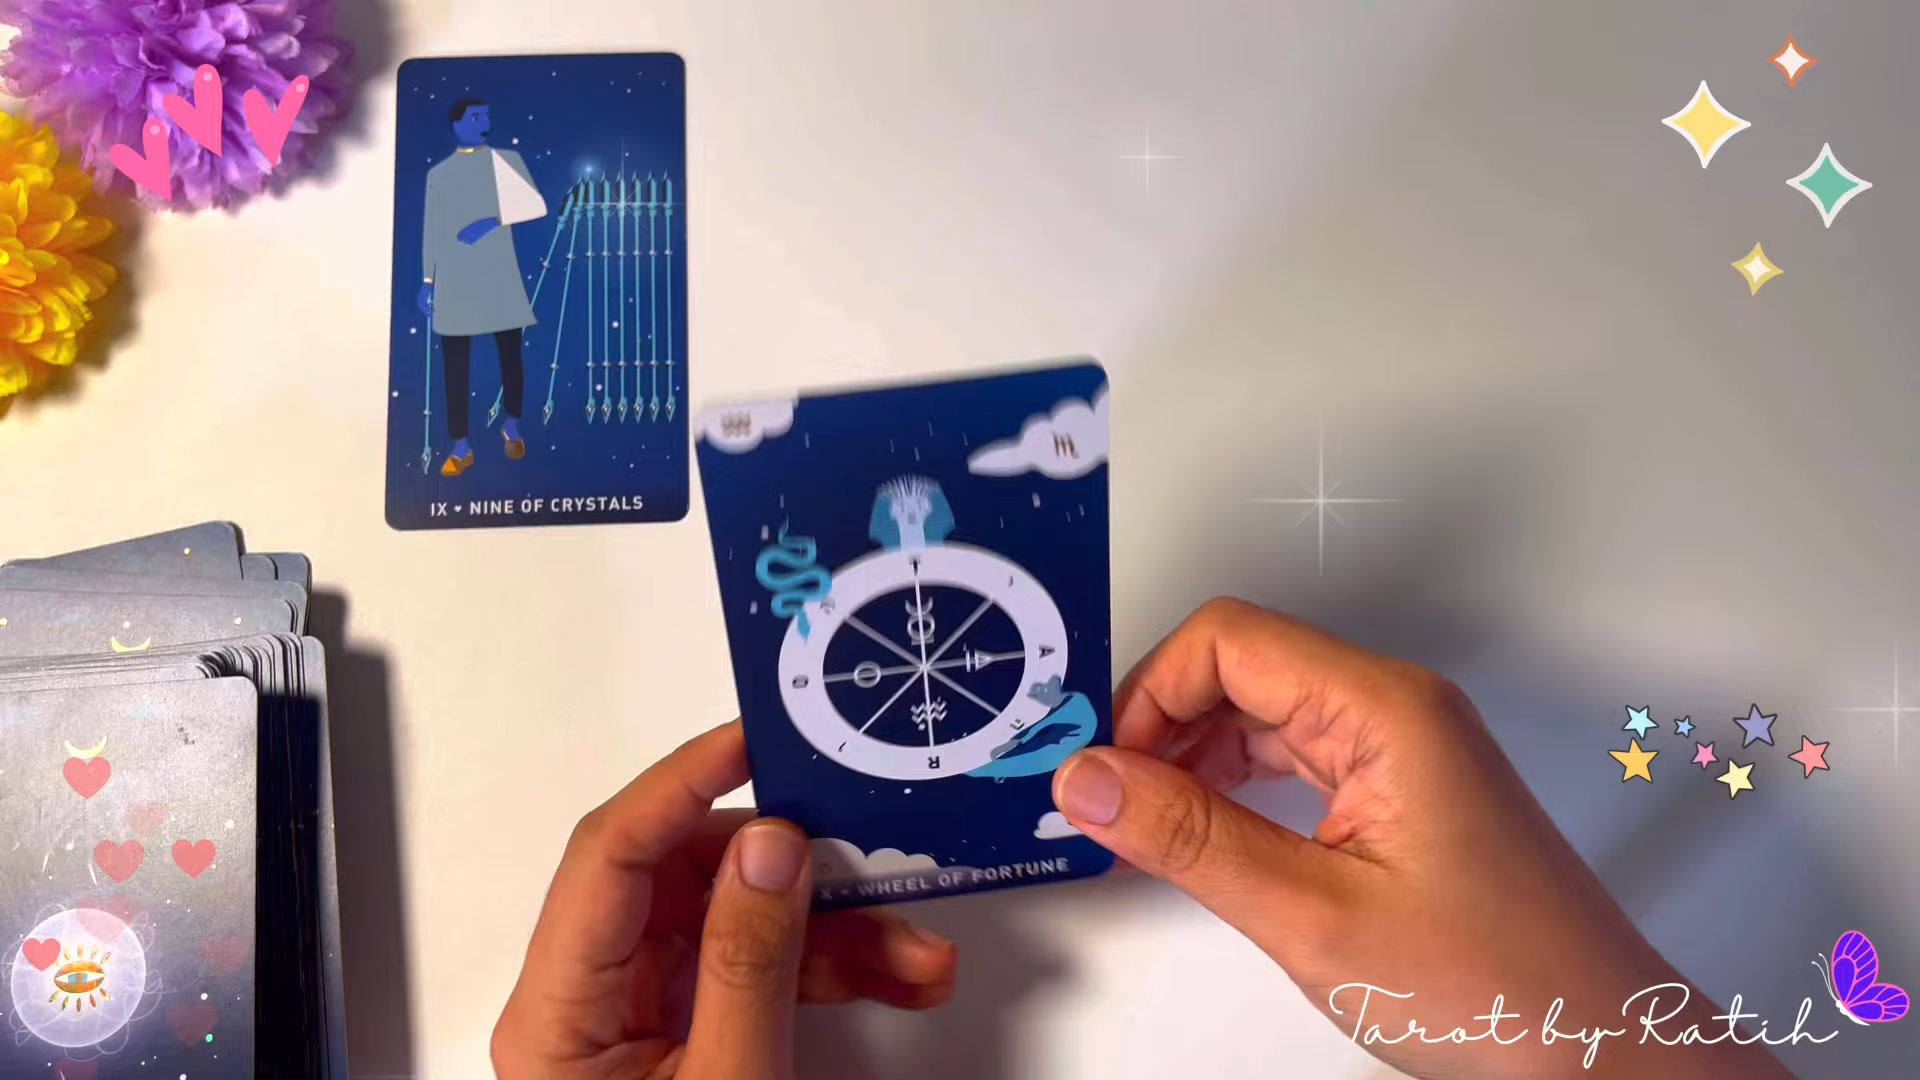 IX ♥ NINE OF CRYSTALS
X ♥ WHEEL OF FORTUNE
A
O
R
Tarot by Ratih